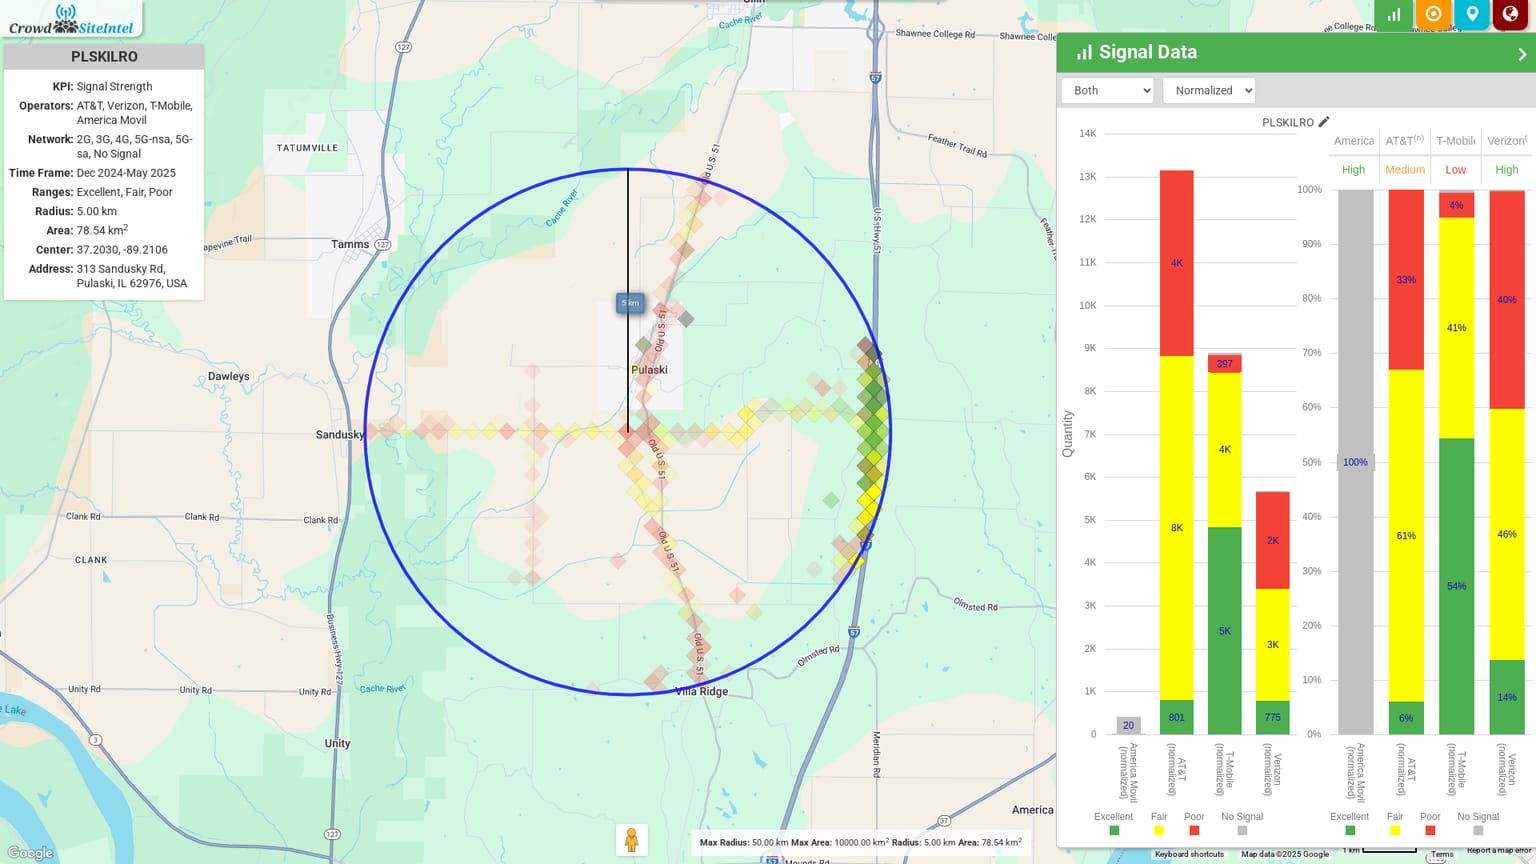 CrowdSiteIntel
PLSKILRO
KPI: Signal Strength
Operators: AT&T, Verizon, T-Mobile,
America Movil
Network: 2G, 3G, 4G, 5G-nsa, 5G-
sa, No Signal
Time Frame: Dec 2024-May 2025
Ranges: Excellent, Fair, Poor
Radius: 5.00 km
Area: 78.54 km2
Center: 37.2030, -89.2106
Address: 313 Sandusky Rd,
Pulaski, IL 62976, USA
Cache River
Shawnee College Rd
Shawnee Colle
127
57
TATUMVILLE
Feather Trail Rd
Old U.S. 51
Cache River
U.S. Hwy 51
Feather Tr
apevine Trail
Tamms
127
5 km
Old U.S. 51
Pulaski
Dawleys
Sandusky
Old U.S. 51
Clank Rd
Clank Rd
Clank Rd
CLANK
Old U.S. 51
57
Olmsted Rd
Business Hwy 127
57
Old U.S. 51
Olmsted Rd
Unity Rd
Unity Rd
Unity Rd
Cache River
Villa Ridge
e Lake
3
Unity
Meridian Rd
America
127
37
Google
Max Radius: 50.00 km Max Area: 10000.00 km2 Radius: 5.00 km Area: 78.54 km2
57
Mounds Rd
Keyboard shortcuts
Map data ©2025 Google
1 km
Terms
Report a map error
Signal Data
Both
Normalized
PLSKILRO
14K
13K
12K
11K
10K
9K
8K
7K
6K
5K
4K
3K
2K
1K
0
Quantity
20
4K
8K
801
397
4K
5K
2K
3K
775
America Movil
(normalized)
AT&T
(normalized)
T-Mobile
(normalized)
Verizon
(normalized)
Excellent
Fair
Poor
No Signal
America
AT&T(n)
T-Mobile
Verizon(
High
Medium
Low
High
100%
90%
80%
70%
60%
50%
40%
30%
20%
10%
0%
100%
33%
61%
6%
4%
41%
54%
40%
46%
14%
America Movil
(normalized)
AT&T
(normalized)
T-Mobile
(normalized)
Verizon
(normalized)
Excellent
Fair
Poor
No Signal